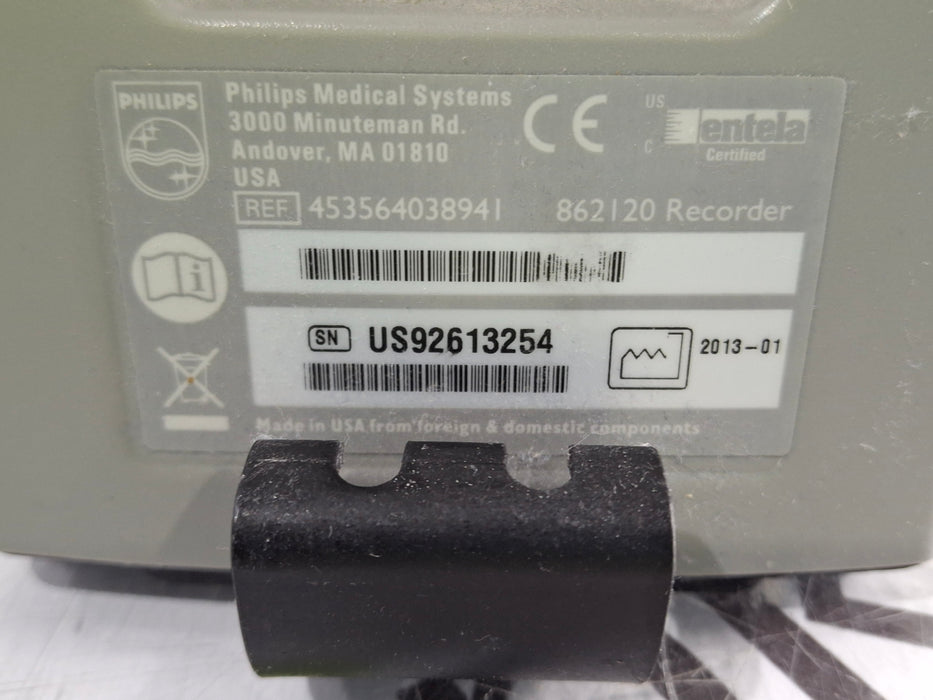 PHILIPS
Philips Medical Systems
3000 Minuteman Rd.
Andover, MA 01810
USA
CE
US
C
entela
Certified
REF 453564038941 862120 Recorder
SN US92613254
2013-01
Made in USA from foreign & domestic components